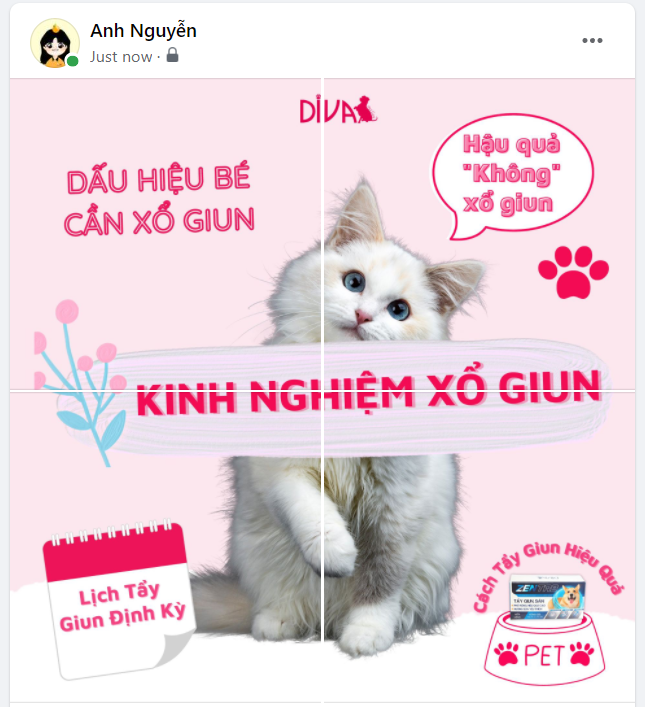 Anh Nguyễn
Just now
DIVA
DẤU HIỆU BÉ
CẦN XỔ GIUN
Hậu quả
"Không"
xổ giun
KINH NGHIỆM XỔ GIUN
Lịch Tẩy
Giun Định Kỳ
Cách Tẩy Giun Hiệu Quả
TẨY GIUN SÁN
PET